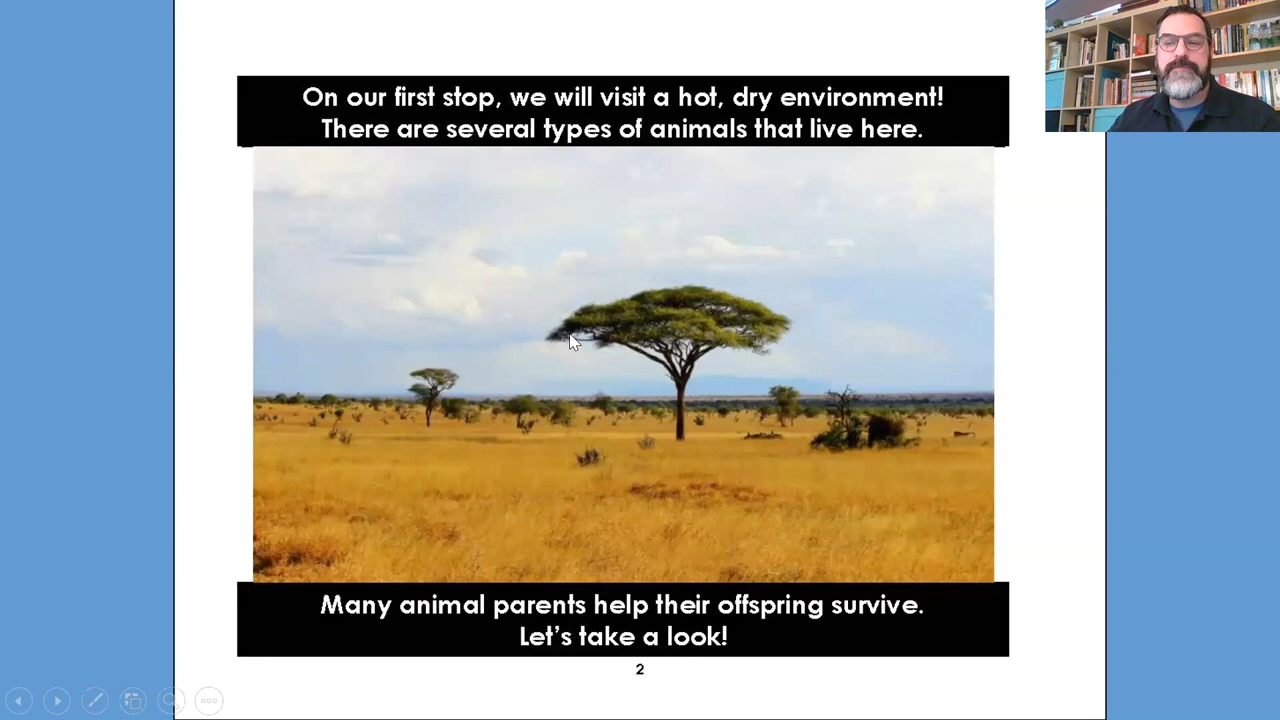 On our first stop, we will visit a hot, dry environment!
There are several types of animals that live here.
Many animal parents help their offspring survive.
Let's take a look!
2